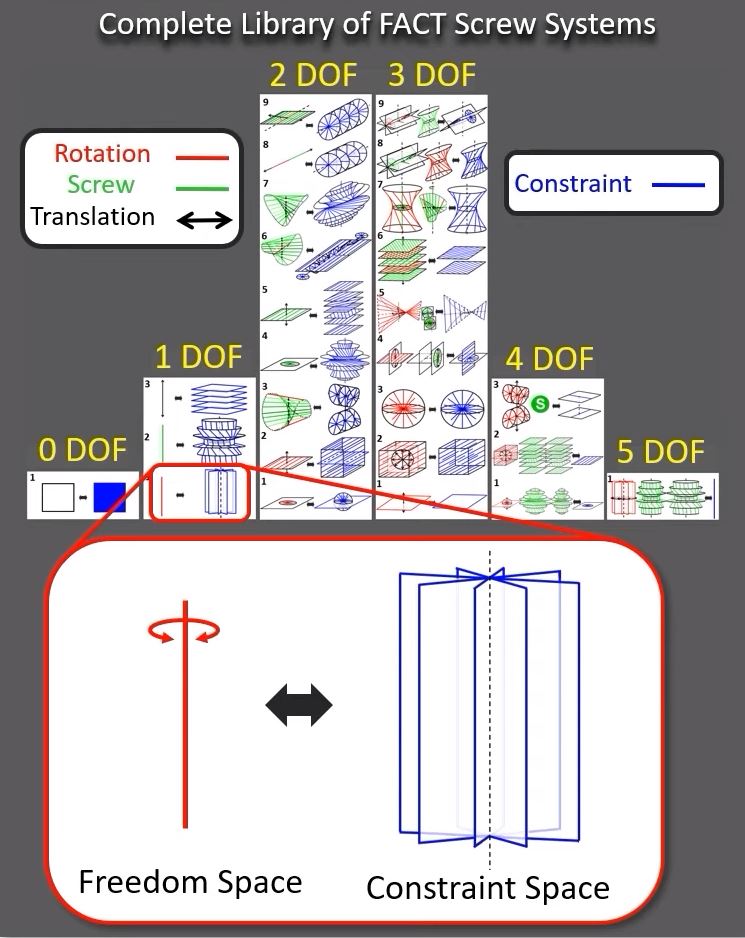 Complete Library of FACT Screw Systems
2 DOF 3 DOF
Rotation
Screw
Translation
Constraint
1 DOF
4 DOF
0 DOF
5 DOF
9
8
7
6
5
4
3
2
1
9
8
7
6
5
4
3
2
1
3
2
3
S
2
1
1
1
Freedom Space
Constraint Space